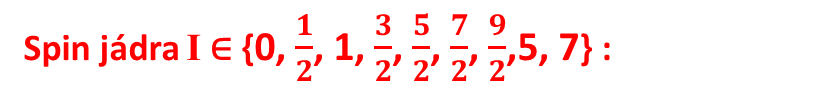 Spin jádra I ∈ {0, 1/2, 1, 3/2, 5/2, 7/2, 9/2,5, 7} :